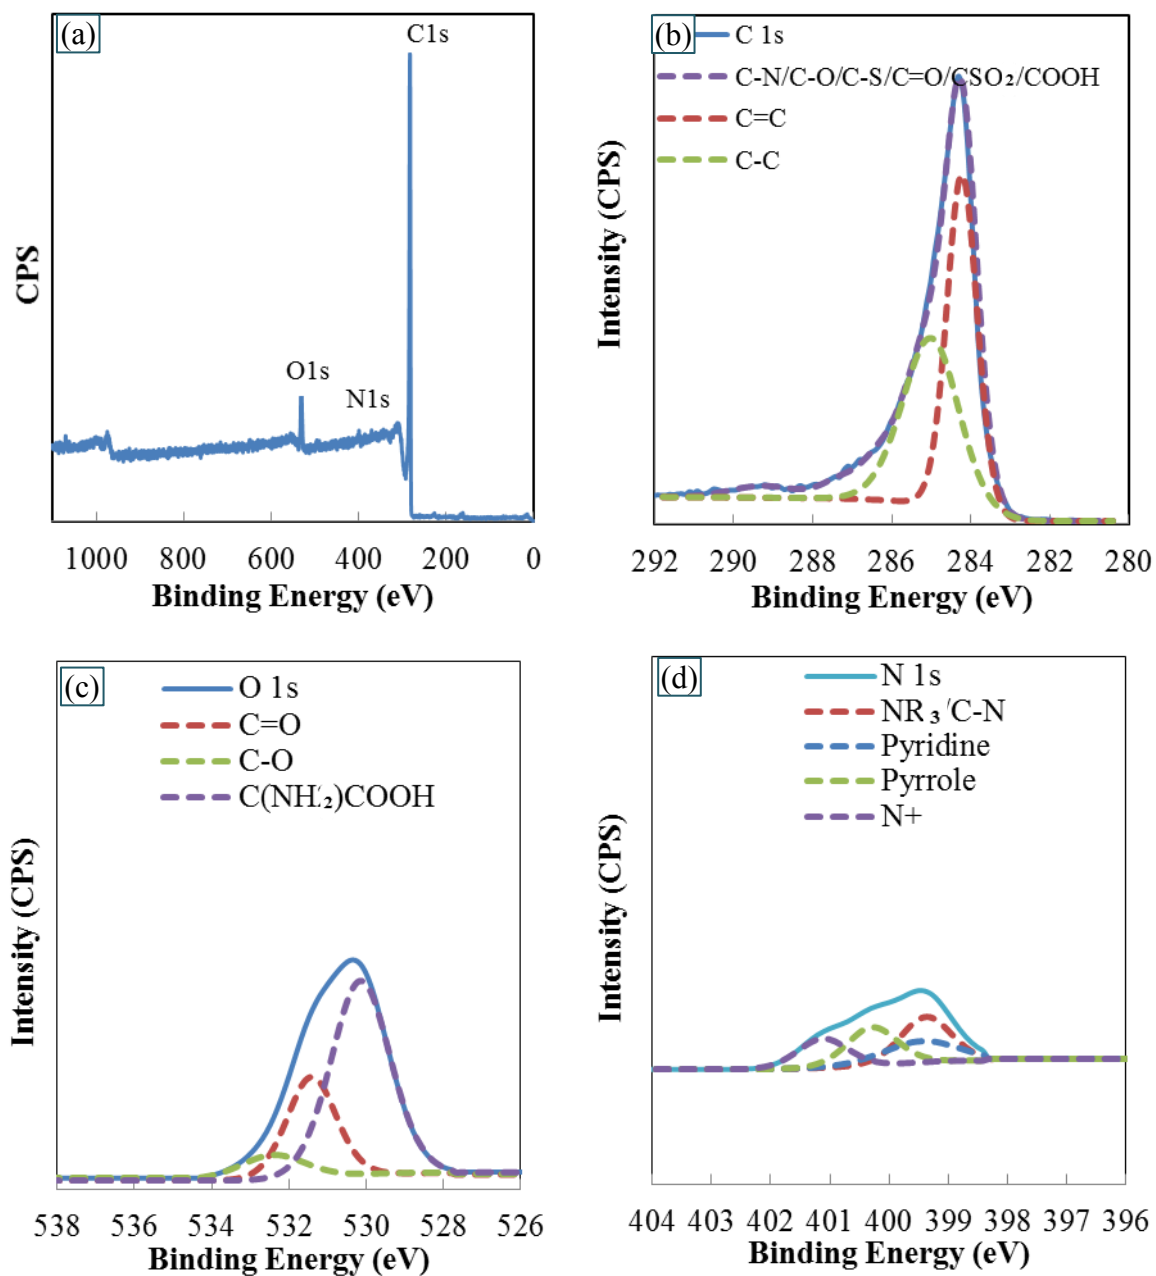 (a)
C1s
O1s
N1s
CPS
1000 800 600 400 200 0
Binding Energy (eV)
(b)
C 1s
C-N/C-O/C-S/C=O/CSO₂/COOH
C=C
C-C
Intensity (CPS)
292 290 288 286 284 282 280
Binding Energy (eV)
(c)
O 1s
C=O
C-O
C(NH₂)COOH
Intensity (CPS)
538 536 534 532 530 528 526
Binding Energy (eV)
(d)
N 1s
NR₃/C-N
Pyridine
Pyrrole
N+
Intensity (CPS)
404 403 402 401 400 399 398 397 396
Binding Energy (eV)